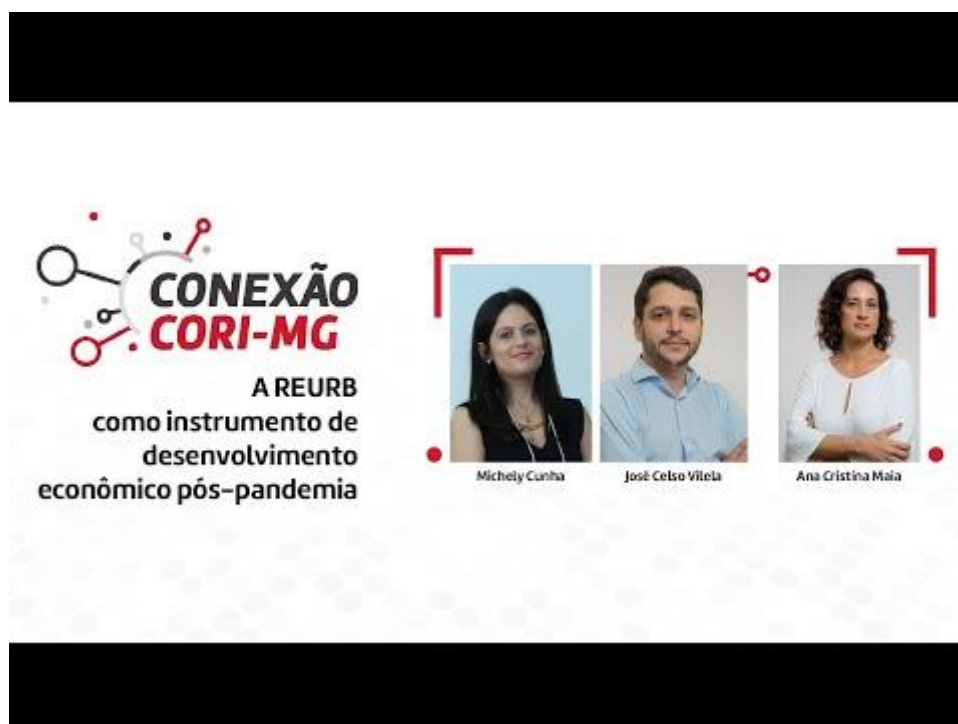 CONEXÃO
CORI-MG
A REURB
como instrumento de
desenvolvimento
econômico pós-pandemia
Michely Cunha
José Celso Vilela
Ana Cristina Maia